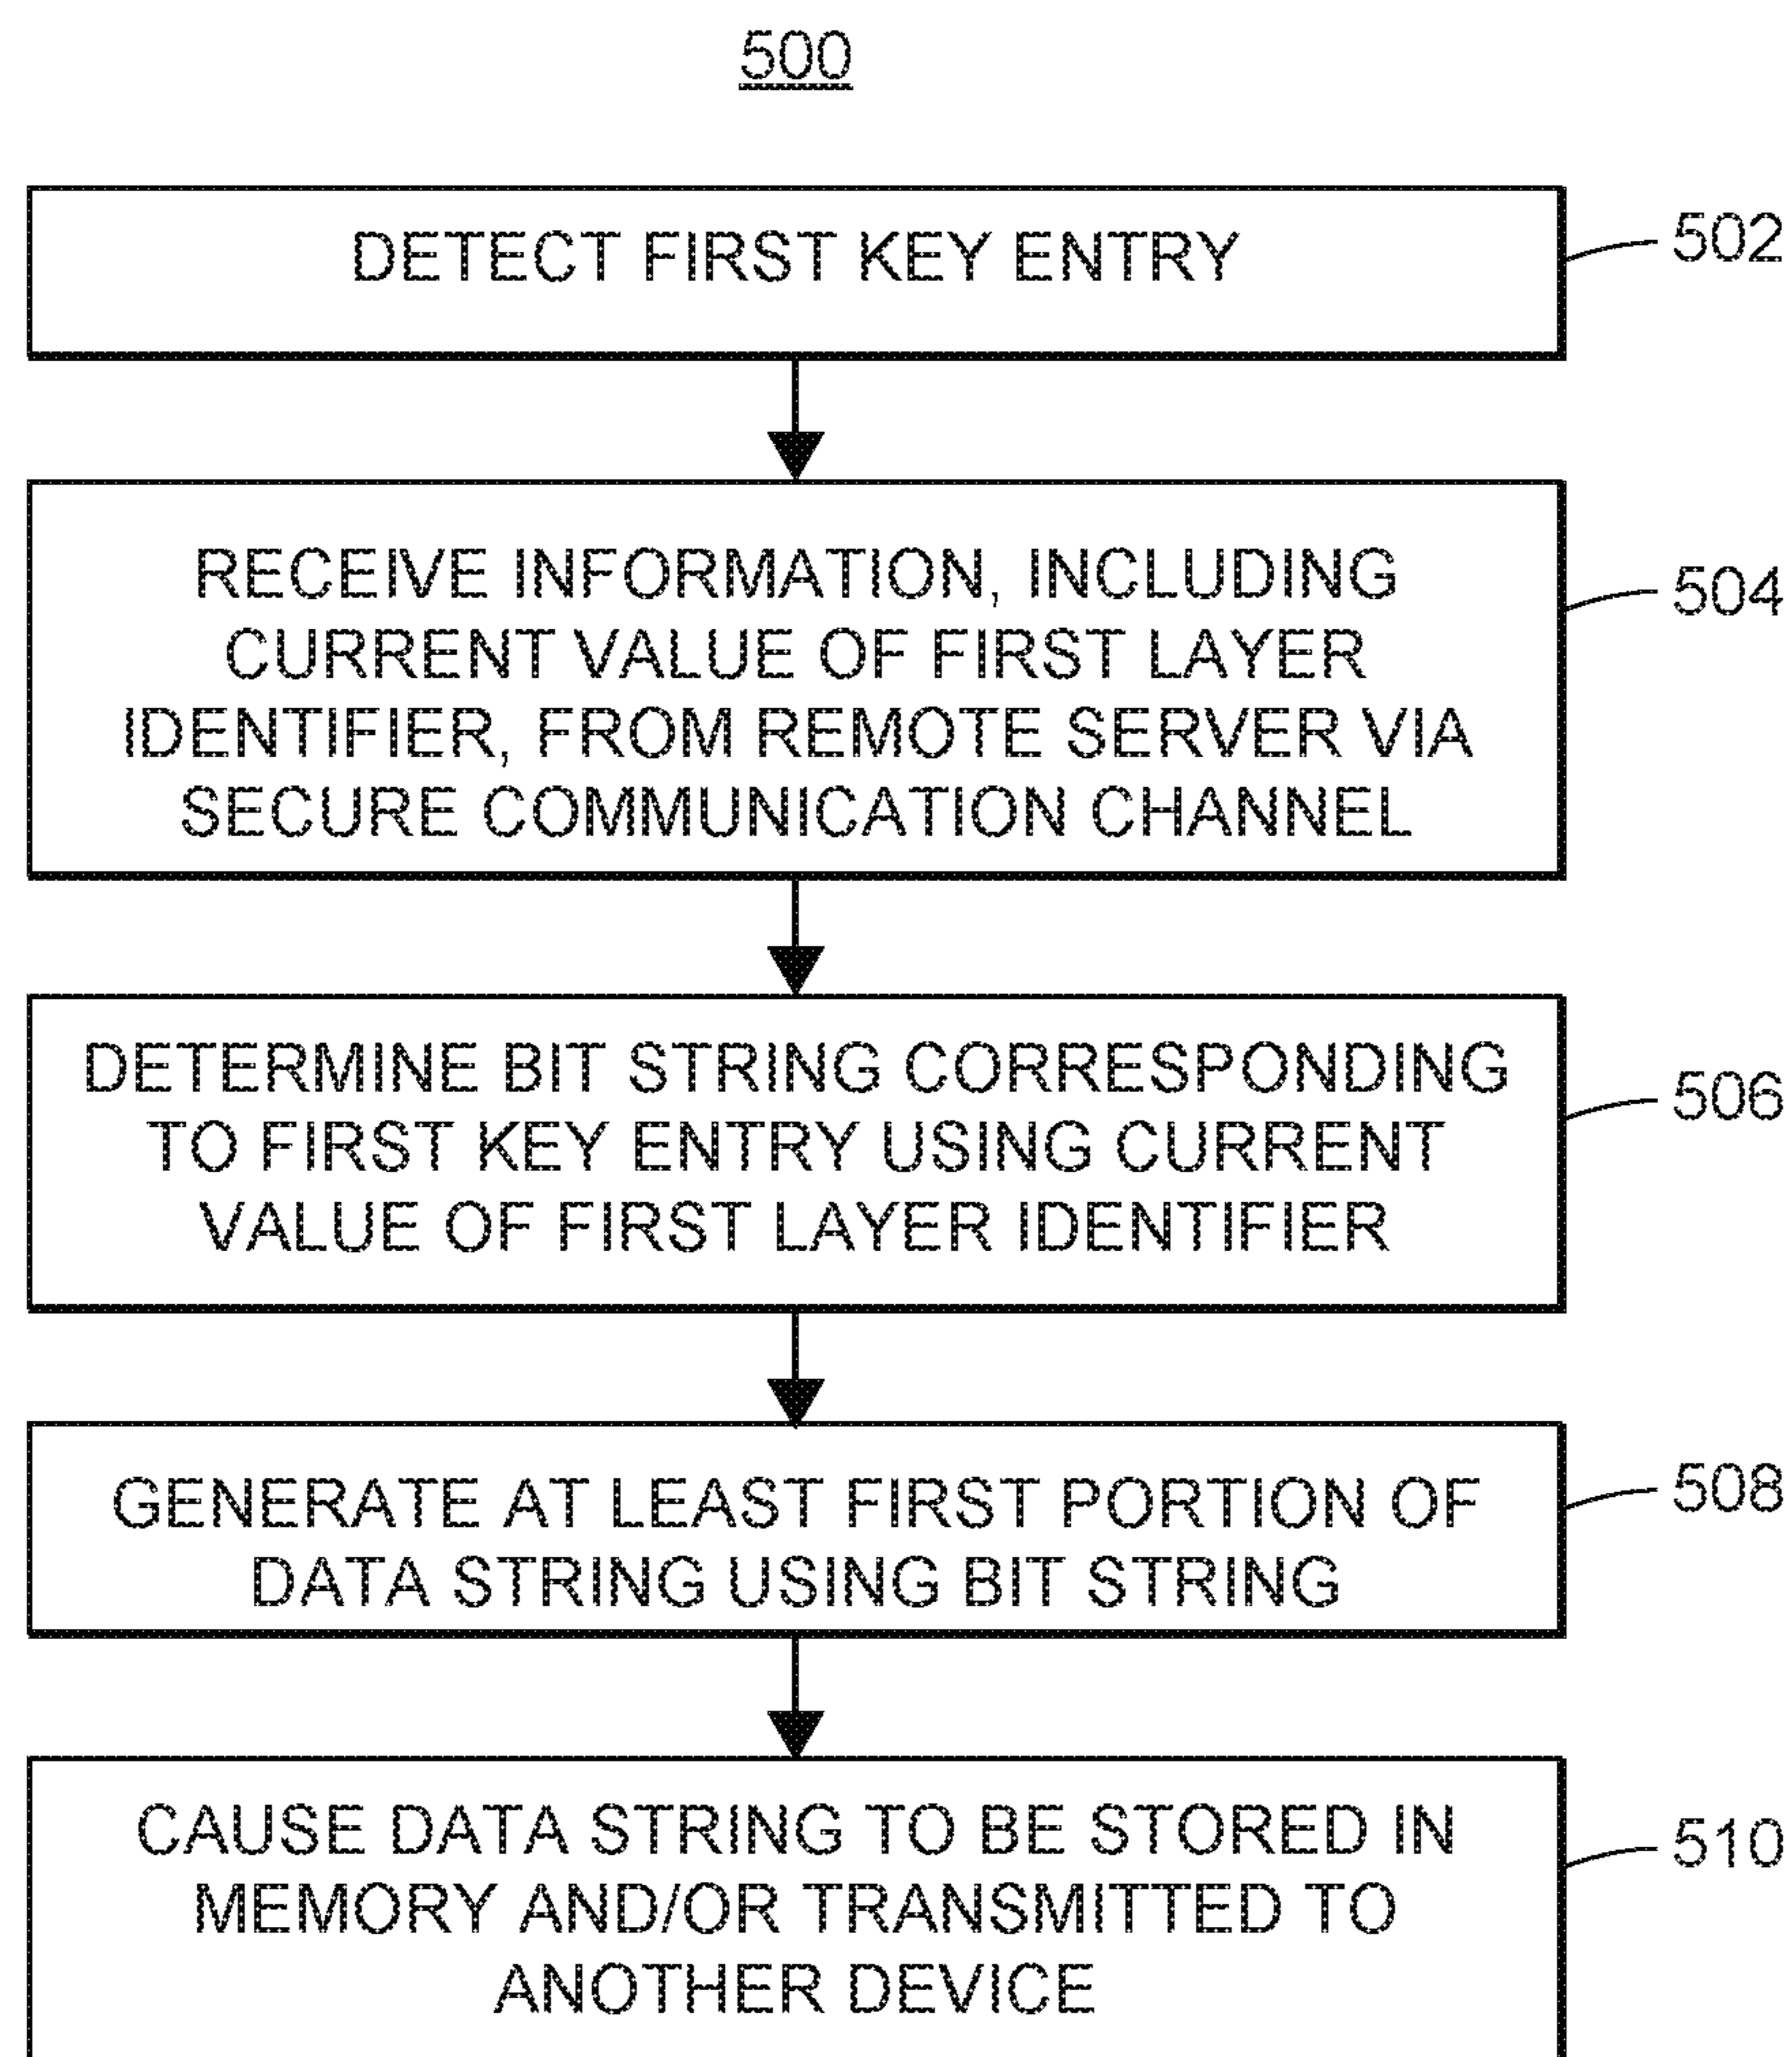 500
DETECT FIRST KEY ENTRY
502
RECEIVE INFORMATION, INCLUDING
CURRENT VALUE OF FIRST LAYER
IDENTIFIER, FROM REMOTE SERVER VIA
SECURE COMMUNICATION CHANNEL
504
DETERMINE BIT STRING CORRESPONDING
TO FIRST KEY ENTRY USING CURRENT
VALUE OF FIRST LAYER IDENTIFIER
506
GENERATE AT LEAST FIRST PORTION OF
DATA STRING USING BIT STRING
508
CAUSE DATA STRING TO BE STORED IN
MEMORY AND/OR TRANSMITTED TO
ANOTHER DEVICE
510